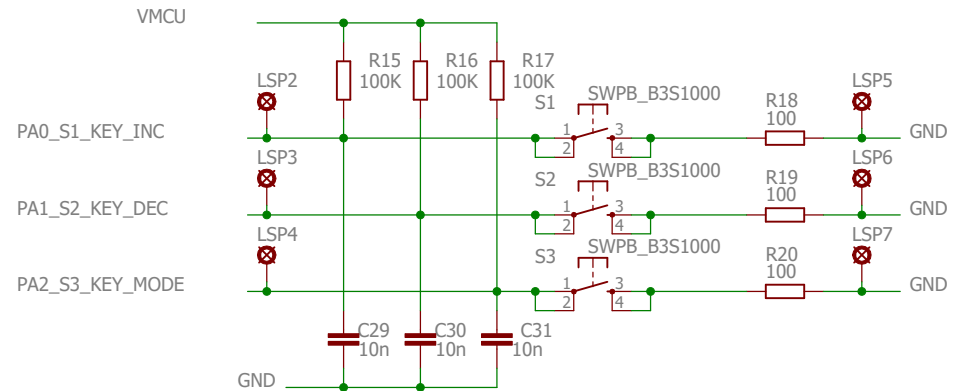 VMCU
R15
100K
R16
100K
R17
100K
LSP2
S1
SWPB_B3S1000
R18
100
LSP5
PA0_S1_KEY_INC
1
2
3
4
GND
LSP3
S2
SWPB_B3S1000
R19
100
LSP6
PA1_S2_KEY_DEC
1
2
3
4
GND
LSP4
S3
SWPB_B3S1000
R20
100
LSP7
PA2_S3_KEY_MODE
1
2
3
4
GND
C29
10n
C30
10n
C31
10n
GND